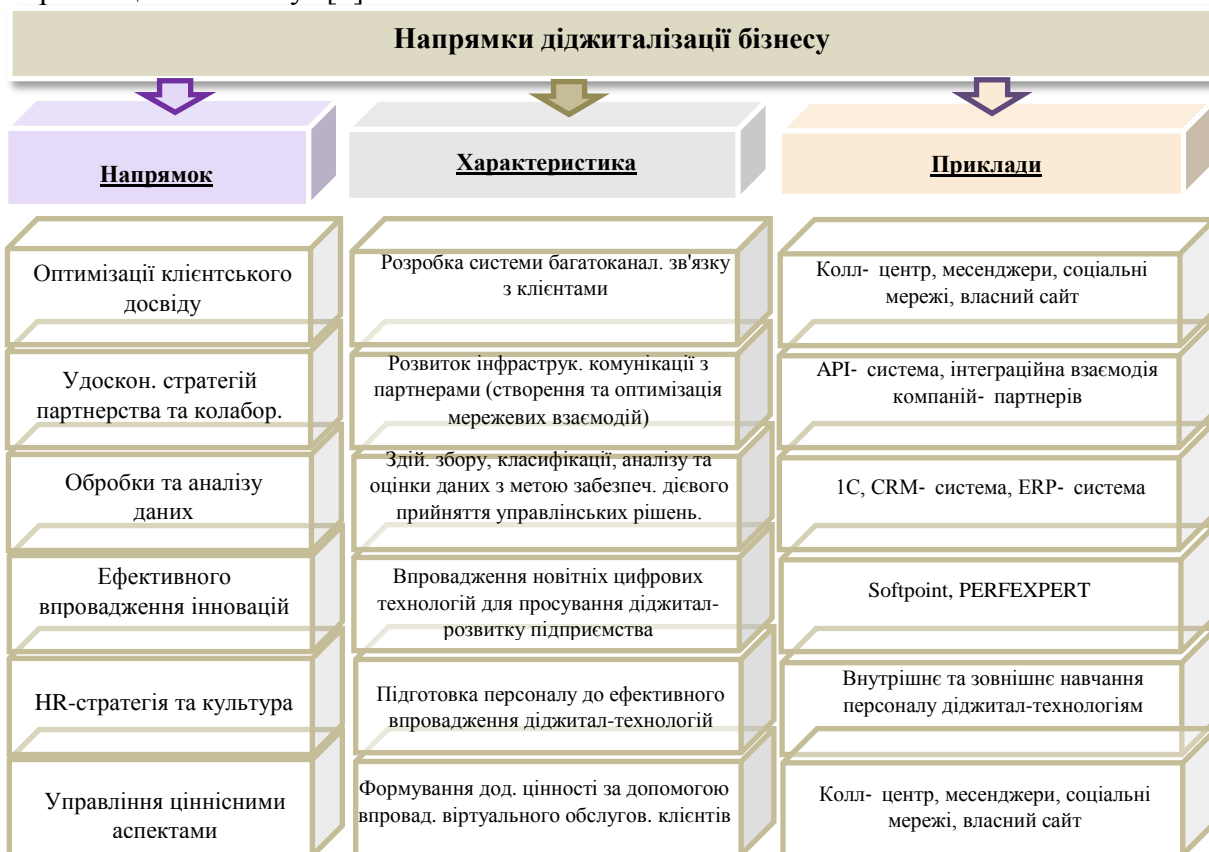 Напрямки діджиталізації бізнесу
Напрямок
Характеристика
Приклади
Оптимізації клієнтського
досвіду
Розробка системи багатоканал. зв'язку
з клієнтами
Колл- центр, месенджери, соціальні
мережі, власний сайт
Удоскон. стратегій
партнерства та колабор.
Розвиток інфраструк. комунікації з
партнерами (створення та оптимізація
мережевих взаємодій)
API- система, інтеграційна взаємодія
компаній- партнерів
Обробки та аналізу
даних
Здій. збору, класифікації, аналізу та
оцінки даних з метою забезпеч. дієвого
прийняття управлінських рішень.
1С, CRM- система, ERP- система
Ефективного
впровадження інновацій
Впровадження новітніх цифрових
технологій для просування діджитал-
розвитку підприємства
Softpoint, PERFEXPERT
HR-стратегія та культура
Підготовка персоналу до ефективного
впровадження діджитал-технологій
Внутрішнє та зовнішнє навчання
персоналу діджитал-технологіям
Управління ціннісними
аспектами
Формування дод. цінності за допомогою
впровад. віртуального обслугов. клієнтів
Колл- центр, месенджери, соціальні
мережі, власний сайт